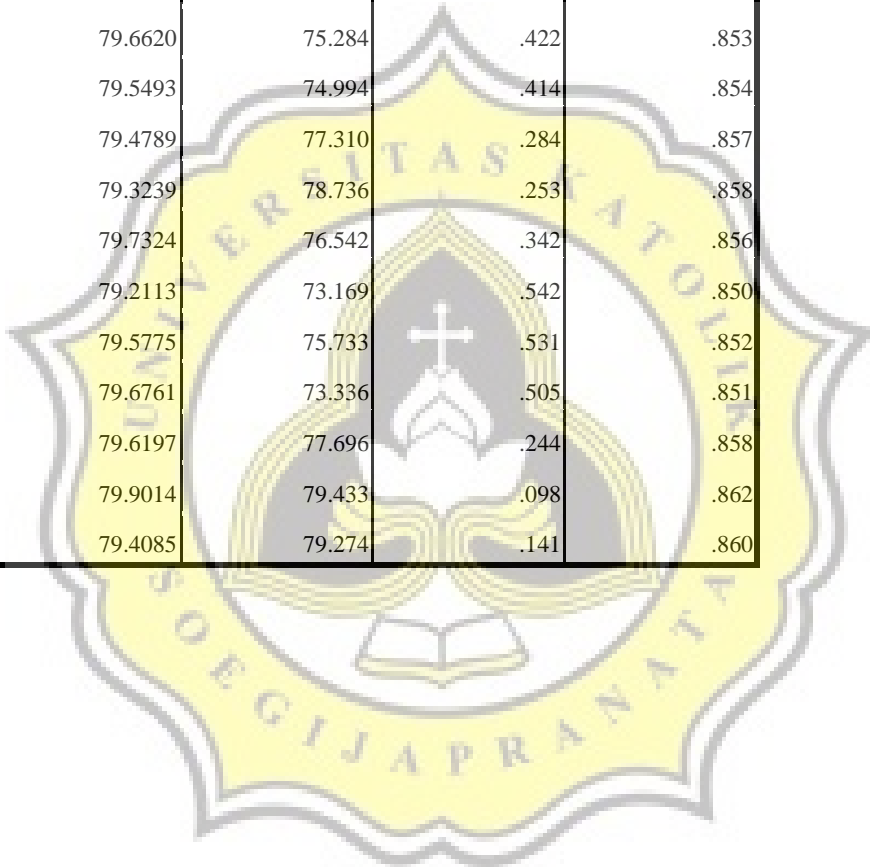 79.6620 75.284 .422 .853
79.5493 74.994 .414 .854
79.4789 77.310 .284 .857
79.3239 78.736 .253 .858
79.7324 76.542 .342 .856
79.2113 73.169 .542 .850
79.5775 75.733 .531 .852
79.6761 73.336 .505 .851
79.6197 77.696 .244 .858
79.9014 79.433 .098 .862
79.4085 79.274 .141 .860
UNIVERSITAS KATOLIK
SOEGIJAPRANATA